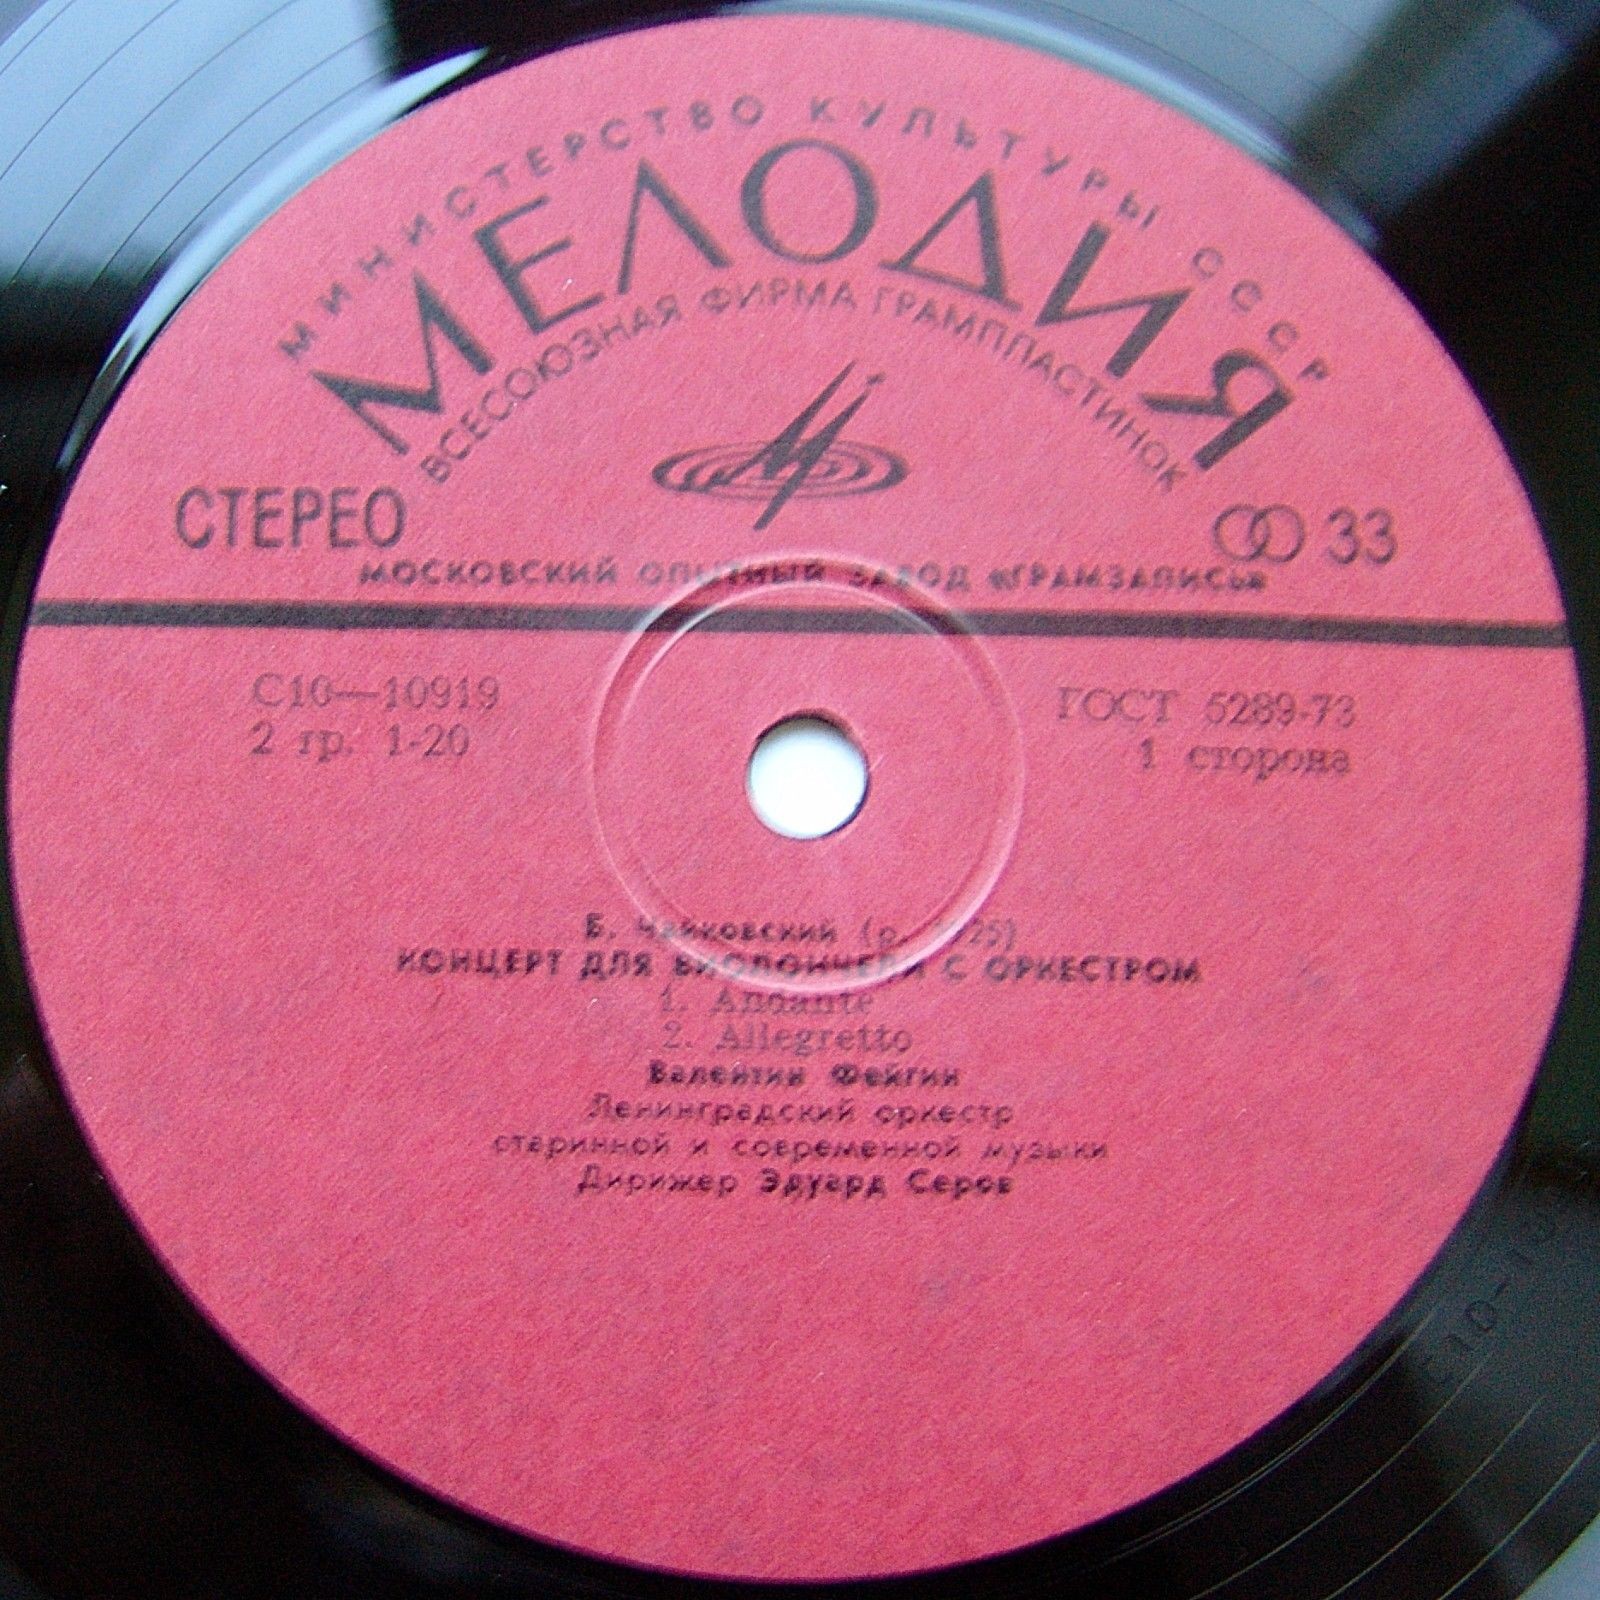 МИНИСТЕРСТВО КУЛЬТУРЫ СССР
МЕЛОДИЯ
ВСЕСОЮЗНАЯ ФИРМА ГРАМПЛАСТИНОК
СТЕРЕО
33
МОСКОВСКИЙ ОПЫТНЫЙ ЗАВОД «ГРАМЗАПИСЬ»
С10—10919
ГОСТ 5289-73
2 гр. 1-20
1 сторона
Б. Чайковский (р. 1925)
КОНЦЕРТ ДЛЯ ВИОЛОНЧЕЛИ С ОРКЕСТРОМ
1. Andante
2. Allegretto
Валентин Фейгин
Ленинградский оркестр
старинной и современной музыки
Дирижер Эдуард Серов